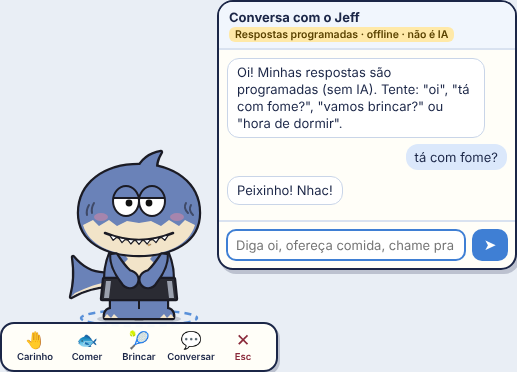 Conversa com o Jeff
Respostas programadas · offline · não é IA
Oi! Minhas respostas são
programadas (sem IA). Tente: "oi", "tá
com fome?", "vamos brincar?" ou
"hora de dormir".
tá com fome?
Peixinho! Nhac!
Diga oi, ofereça comida, chame pra
Carinho
Comer
Brincar
Conversar
Esc